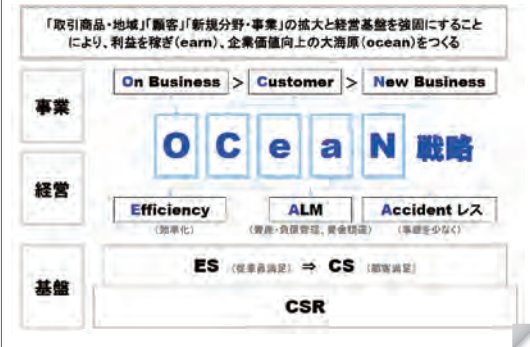 「取引商品・地域」「顧客」「新規分野・事業」の拡大と経営基盤を強固にすること
により、利益を稼ぎ(earn)、企業価値向上の大海原(ocean)をつくる
On Business > Customer > New Business
事業
O C e a N 戦略
経営
Efficiency ALM Accident レス
(効率化) (資産・負債管理、資金調達) (事故を少なく)
ES (従業員満足) ⇒ CS (顧客満足)
基盤
CSR